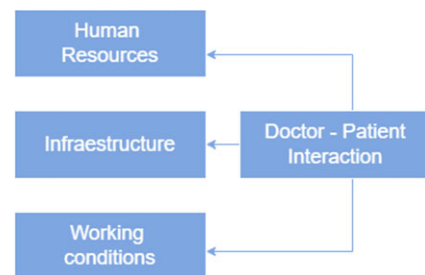 Human
Resources
Infraestructure
Doctor - Patient
Interaction
Working
conditions